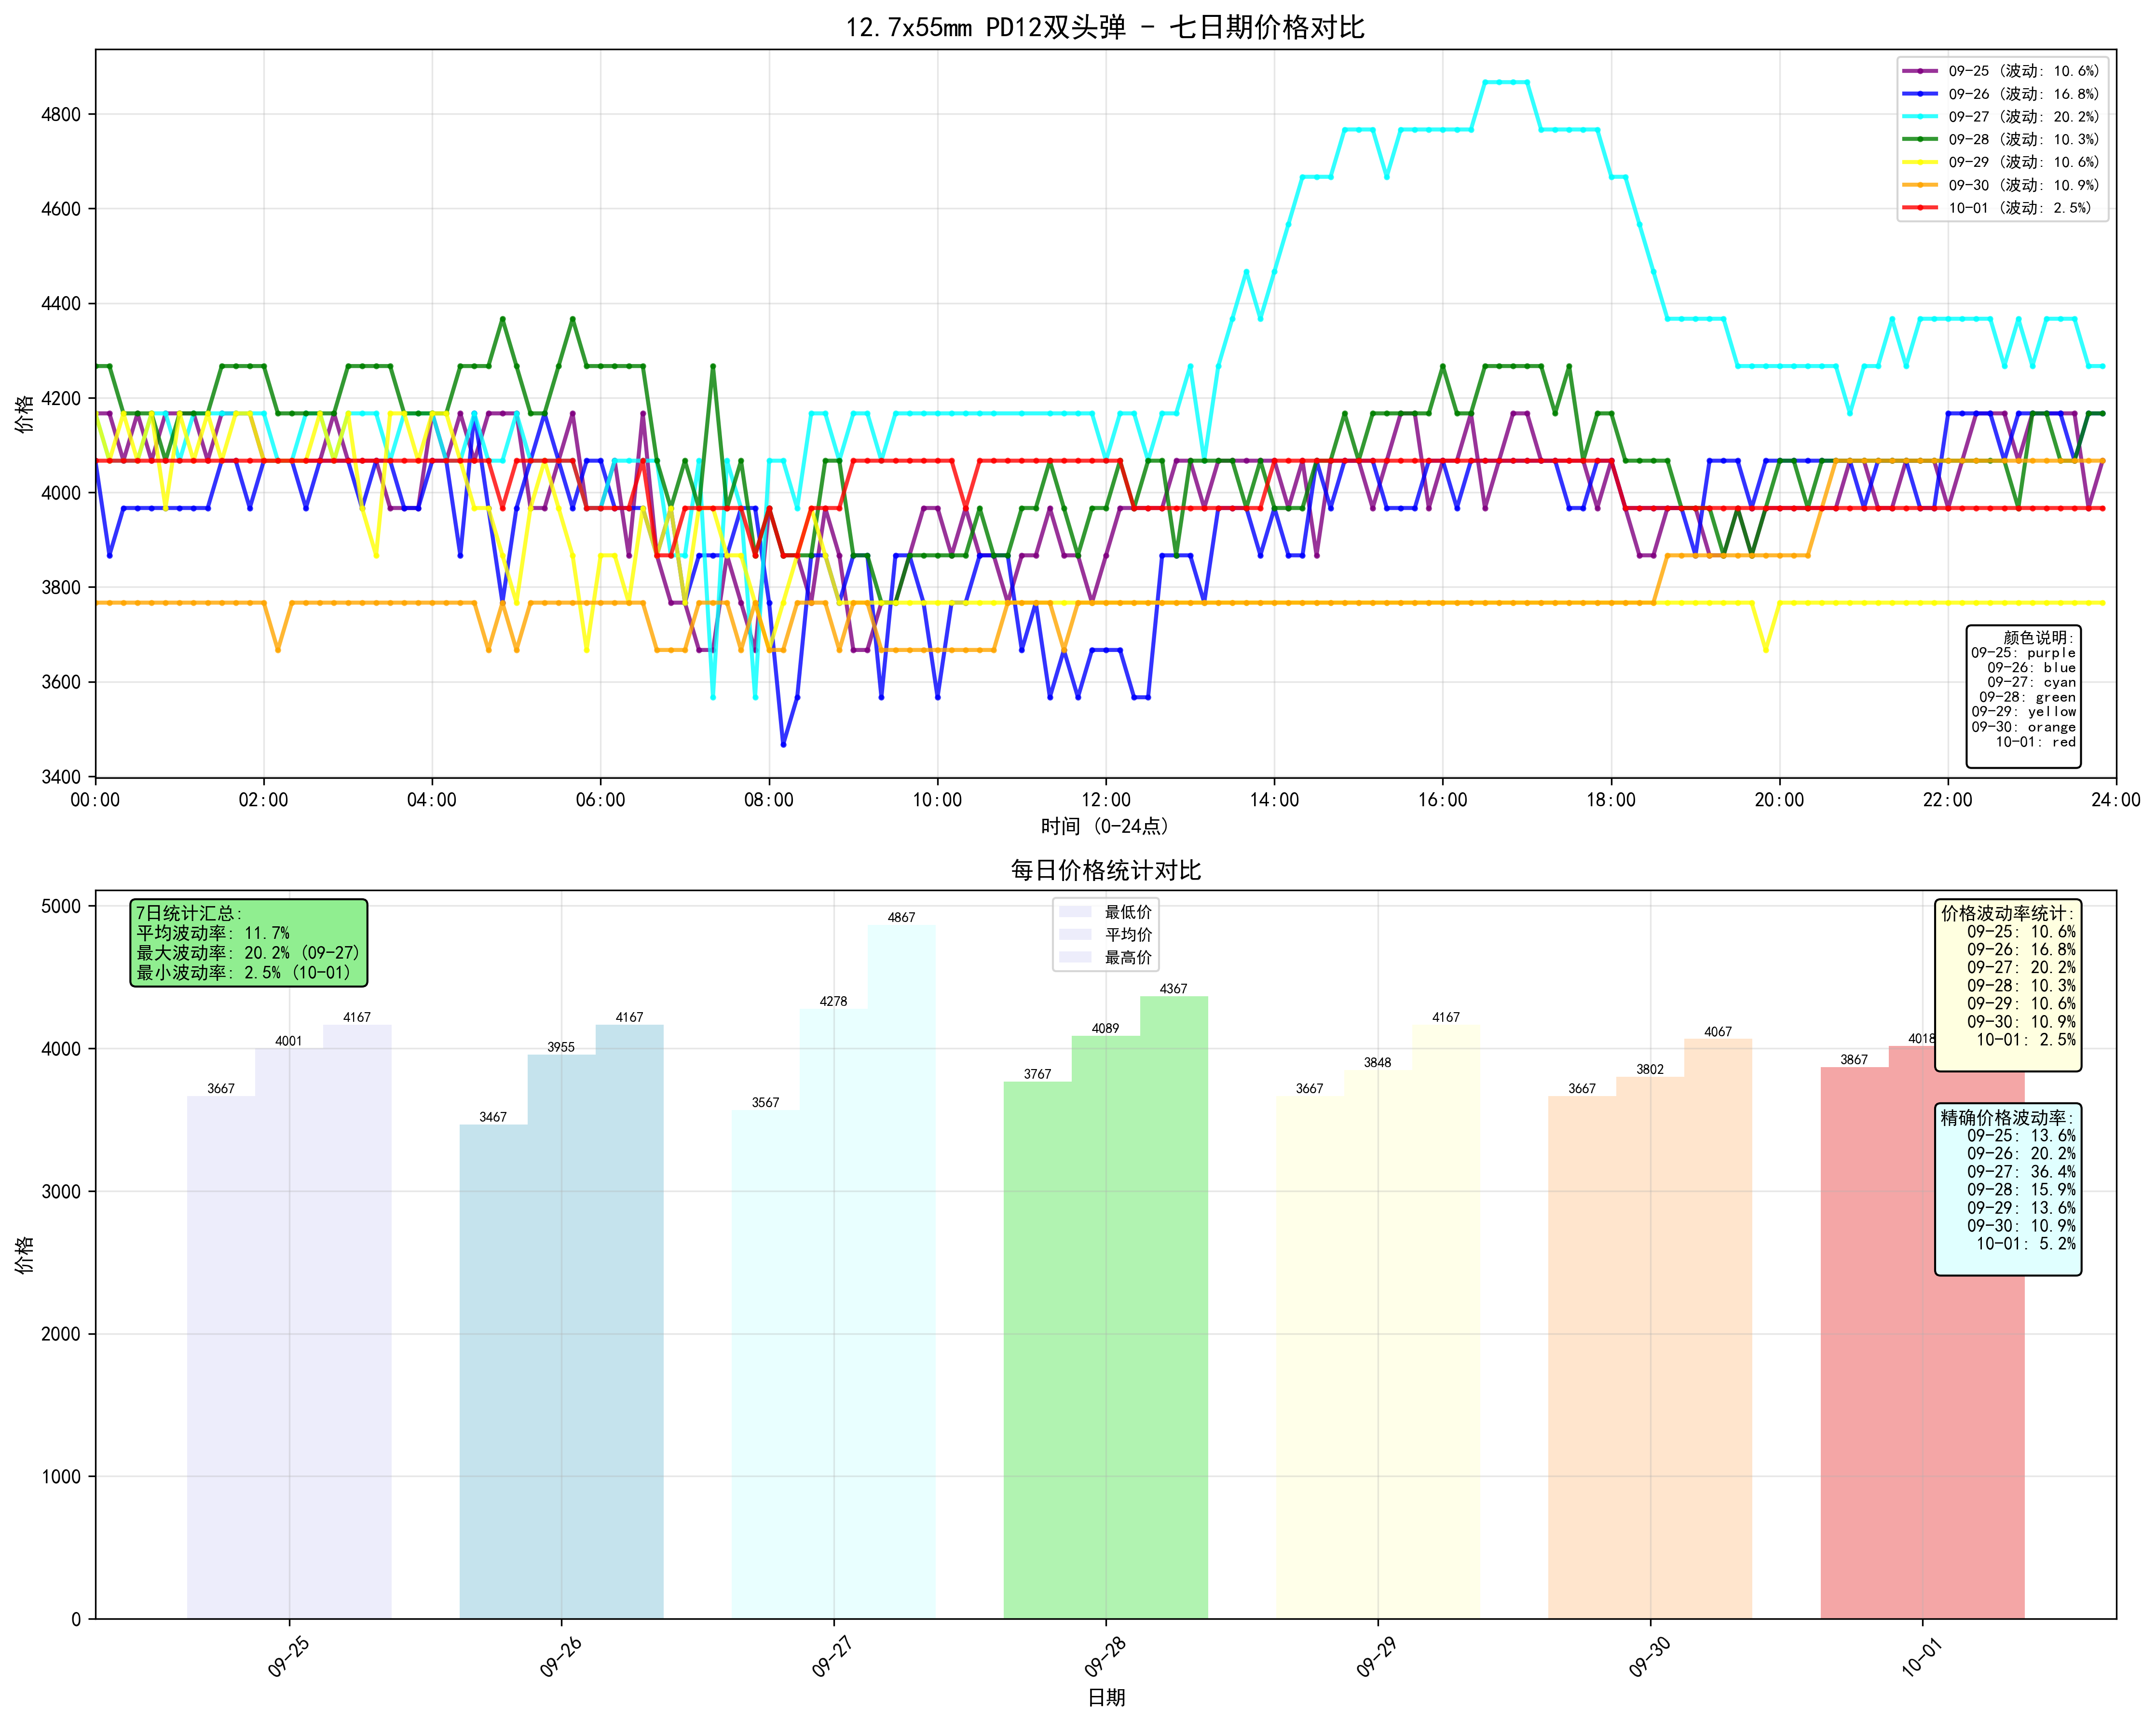 12.7x55mm PD12双头弹 - 七日期价格对比
09-25 (波动: 10.6%)
09-26 (波动: 16.8%)
09-27 (波动: 20.2%)
09-28 (波动: 10.3%)
09-29 (波动: 10.6%)
09-30 (波动: 10.9%)
10-01 (波动: 2.5%)
价格
4800
4600
4400
4200
4000
3800
3600
3400
颜色说明:
09-25: purple
09-26: blue
09-27: cyan
09-28: green
09-29: yellow
09-30: orange
10-01: red
00:00 02:00 04:00 06:00 08:00 10:00 12:00 14:00 16:00 18:00 20:00 22:00 24:00
时间 (0-24点)
每日价格统计对比
7日统计汇总:
平均波动率: 11.7%
最大波动率: 20.2% (09-27)
最小波动率: 2.5% (10-01)
最低价
平均价
最高价
价格波动率统计:
09-25: 10.6%
09-26: 16.8%
09-27: 20.2%
09-28: 10.3%
09-29: 10.6%
09-30: 10.9%
10-01: 2.5%
精确价格波动率:
09-25: 13.6%
09-26: 20.2%
09-27: 36.4%
09-28: 15.9%
09-29: 13.6%
09-30: 10.9%
10-01: 5.2%
价格
5000
4000
3000
2000
1000
0
3667 4001 4167
3467 3955 4167
3567 4278 4867
3767 4089 4367
3667 3848 4167
3667 3802 4067
3867 4018
09-25 09-26 09-27 09-28 09-29 09-30 10-01
日期